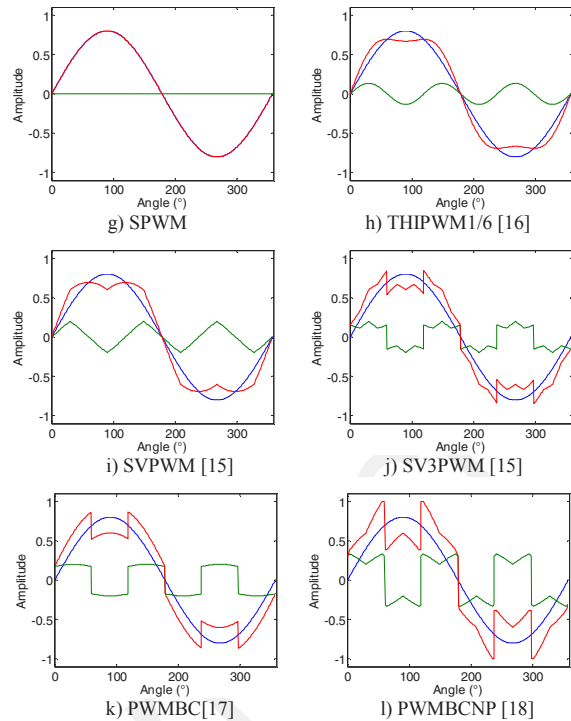 1
0.5
0
-0.5
-1
Amplitude
0 100 200 300
Angle (°)
g) SPWM
1
0.5
0
-0.5
-1
Amplitude
0 100 200 300
Angle (°)
h) THIPWM1/6 [16]
1
0.5
0
-0.5
-1
Amplitude
0 100 200 300
Angle (°)
i) SVPWM [15]
1
0.5
0
-0.5
-1
Amplitude
0 100 200 300
Angle (°)
j) SV3PWM [15]
1
0.5
0
-0.5
-1
Amplitude
0 100 200 300
Angle (°)
k) PWMBC[17]
1
0.5
0
-0.5
-1
Amplitude
0 100 200 300
Angle (°)
l) PWMBCNP [18]